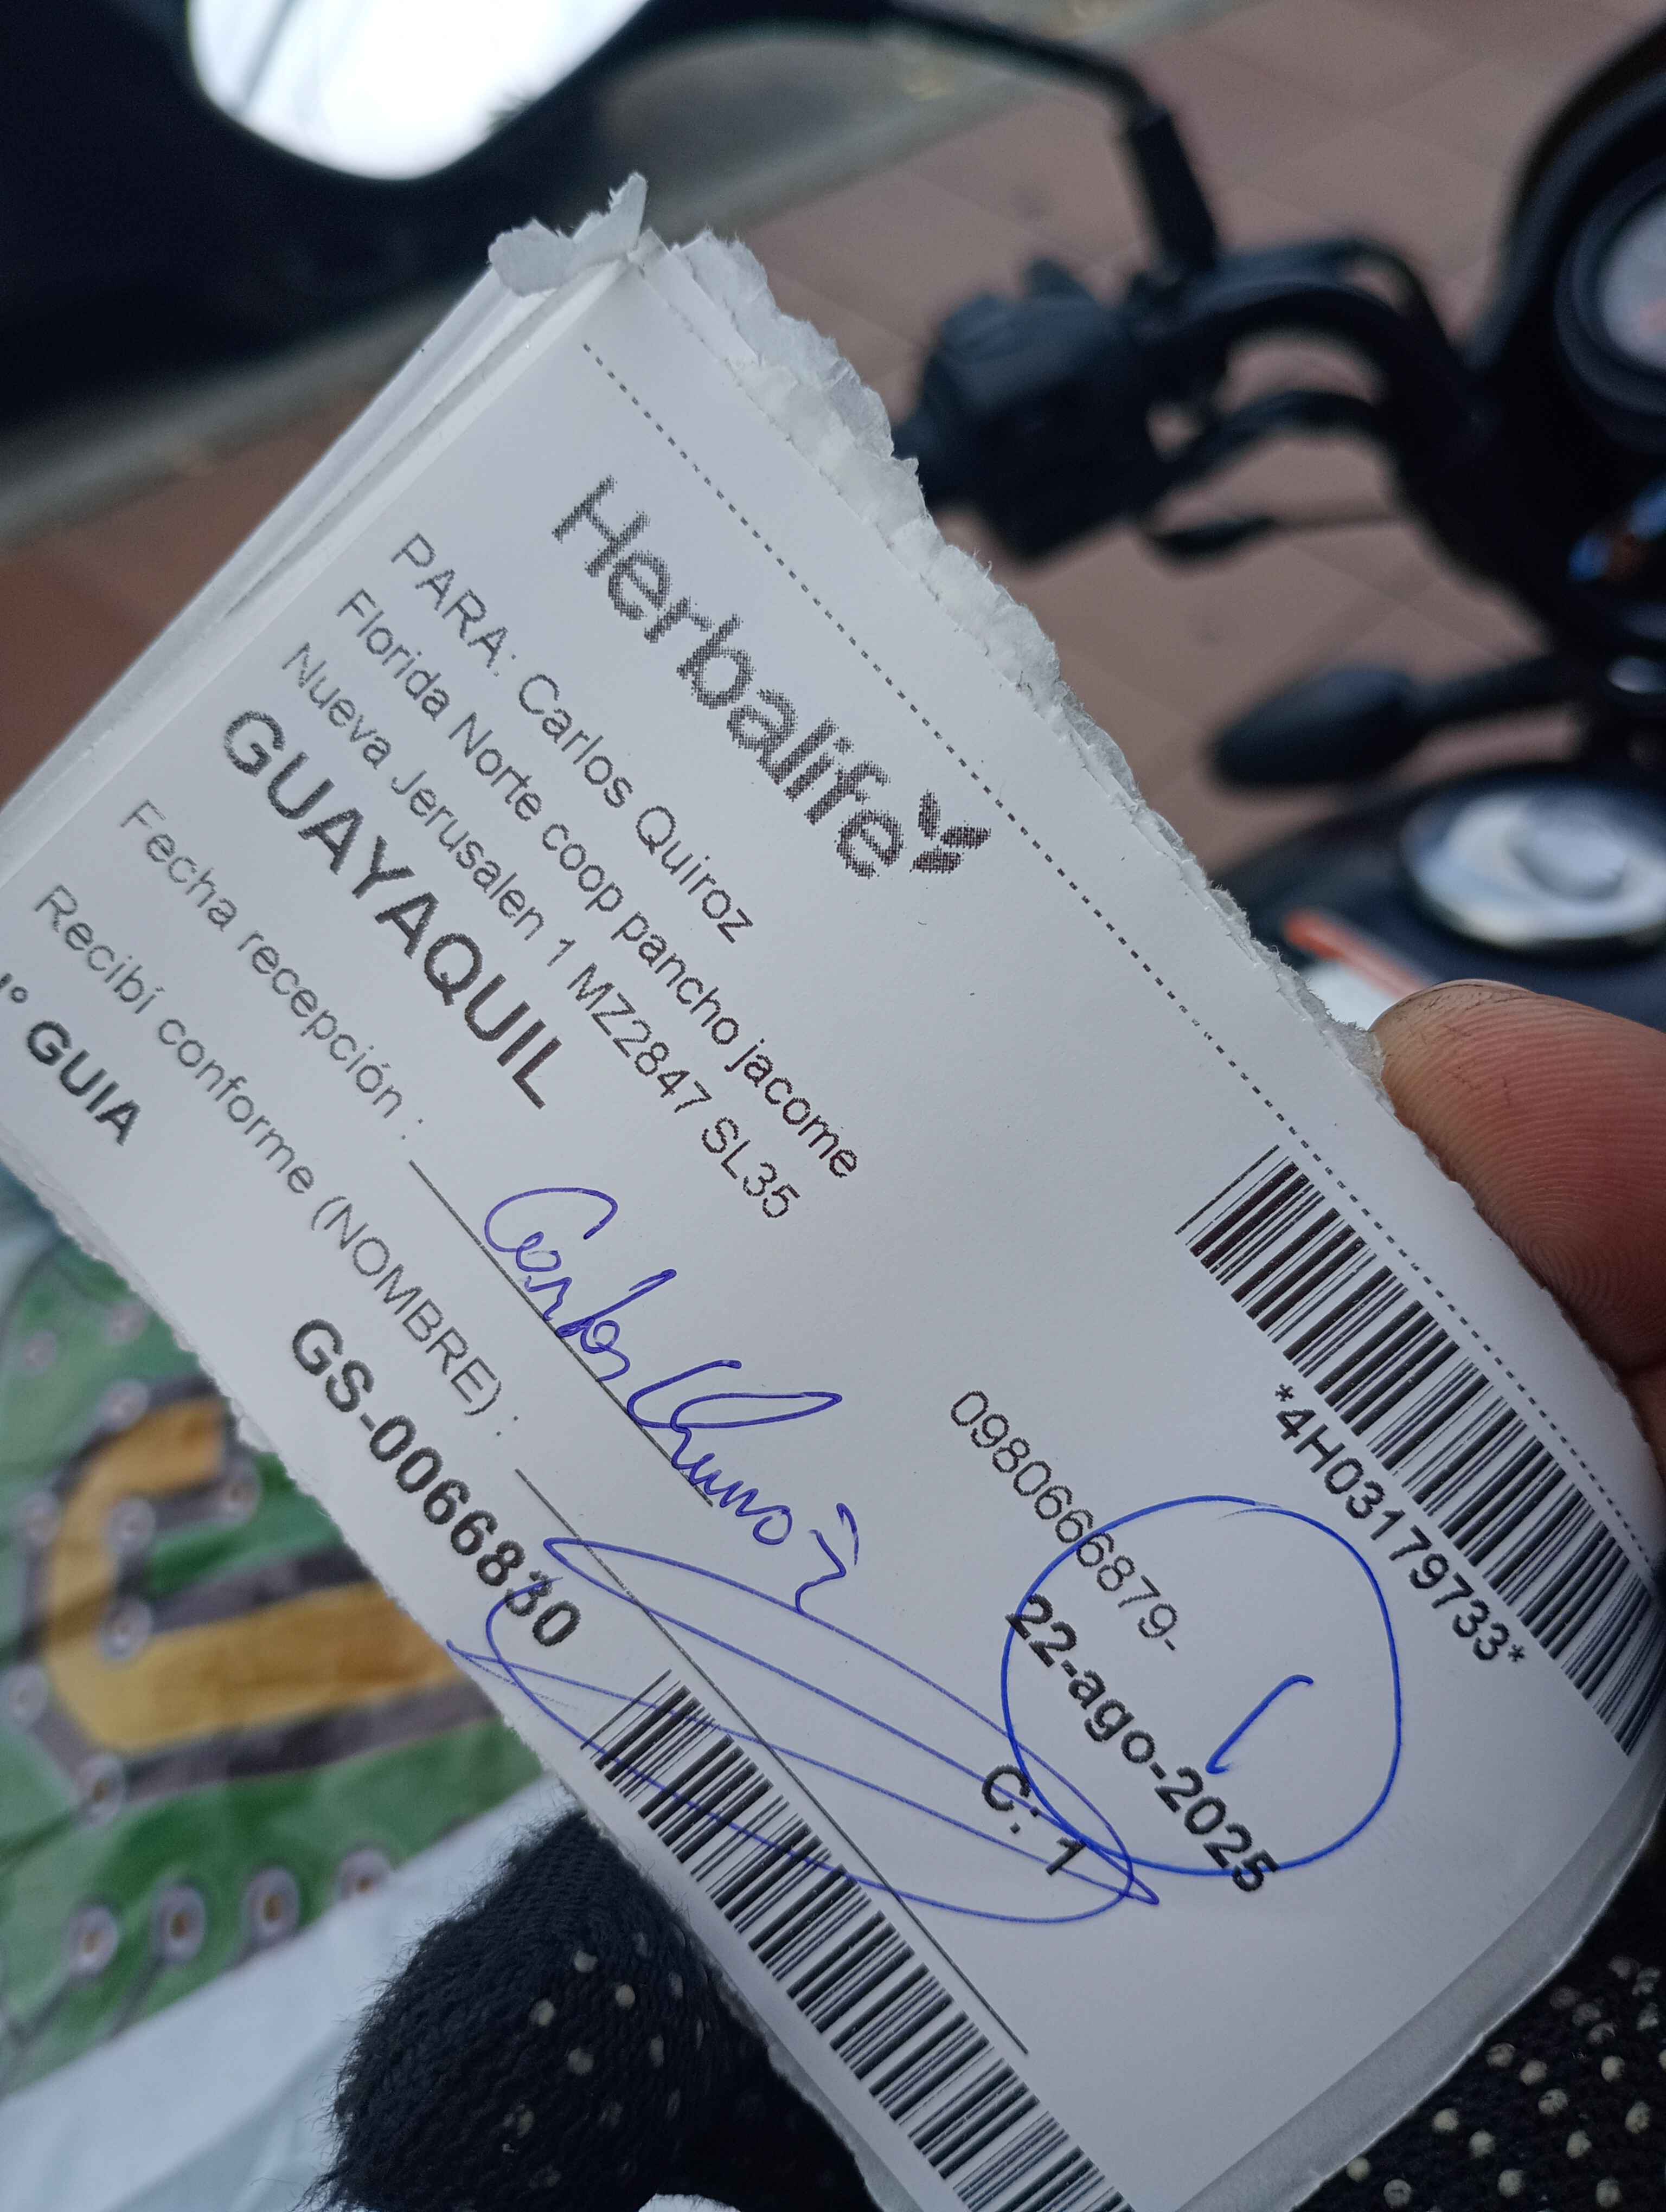 *4H03179733*
Herbalife
PARA: Carlos Quiroz
Florida Norte coop pancho jacome
Nueva Jerusalen 1 MZ2847 SL35
GUAYAQUIL
0980666879-
22-ago-2025
C: 1
Fecha recepción :
Recibí conforme (NOMBRE) :
Carlos
° GUIA
GS-0066830